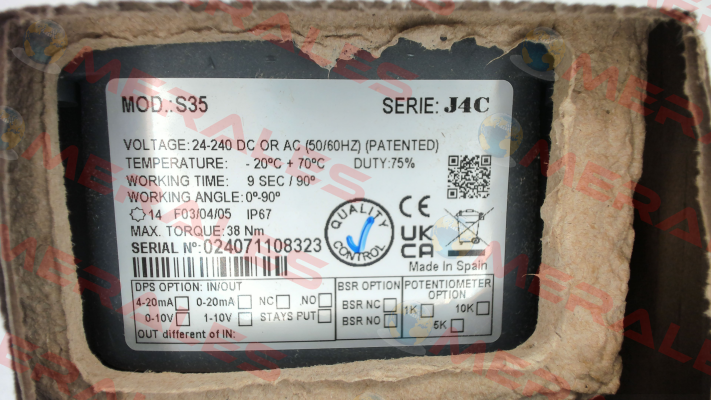 MOD.:S35 SERIE: J4C
VOLTAGE: 24-240 DC OR AC (50/60HZ) (PATENTED)
TEMPERATURE: - 20ºC + 70ºC DUTY:75%
WORKING TIME: 9 SEC / 90º
WORKING ANGLE: 0º-90º
14 F03/04/05 IP67
MAX. TORQUE: 38 Nm
SERIAL Nº:024071108323
QUALITY CONTROL
CE
UK CA
Made In Spain
DPS OPTION: IN/OUT
4-20mA 0-20mA NC .NO
0-10V 1-10V STAYS PUT
OUT different of IN:
BSR OPTION
BSR NC
BSR NO
POTENTIOMETER OPTION
1K 10K
5K
MERALES
MERALES
MERALES